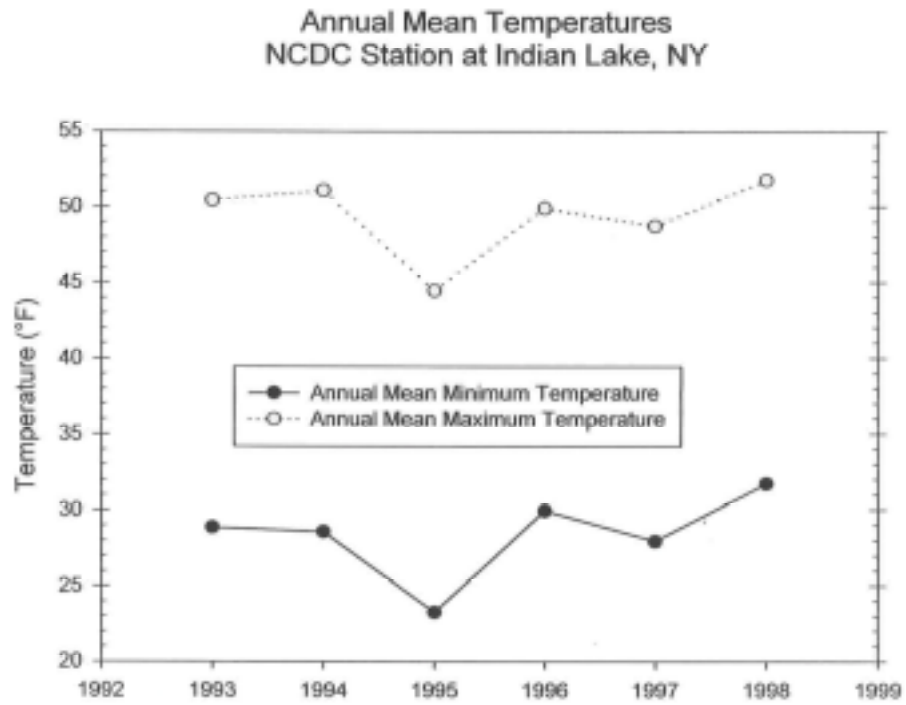 Annual Mean Temperatures
NCDC Station at Indian Lake, NY
55
50
45
40
35
30
25
20
Temperature (°F)
Annual Mean Minimum Temperature
Annual Mean Maximum Temperature
1992 1993 1994 1995 1996 1997 1998 1999